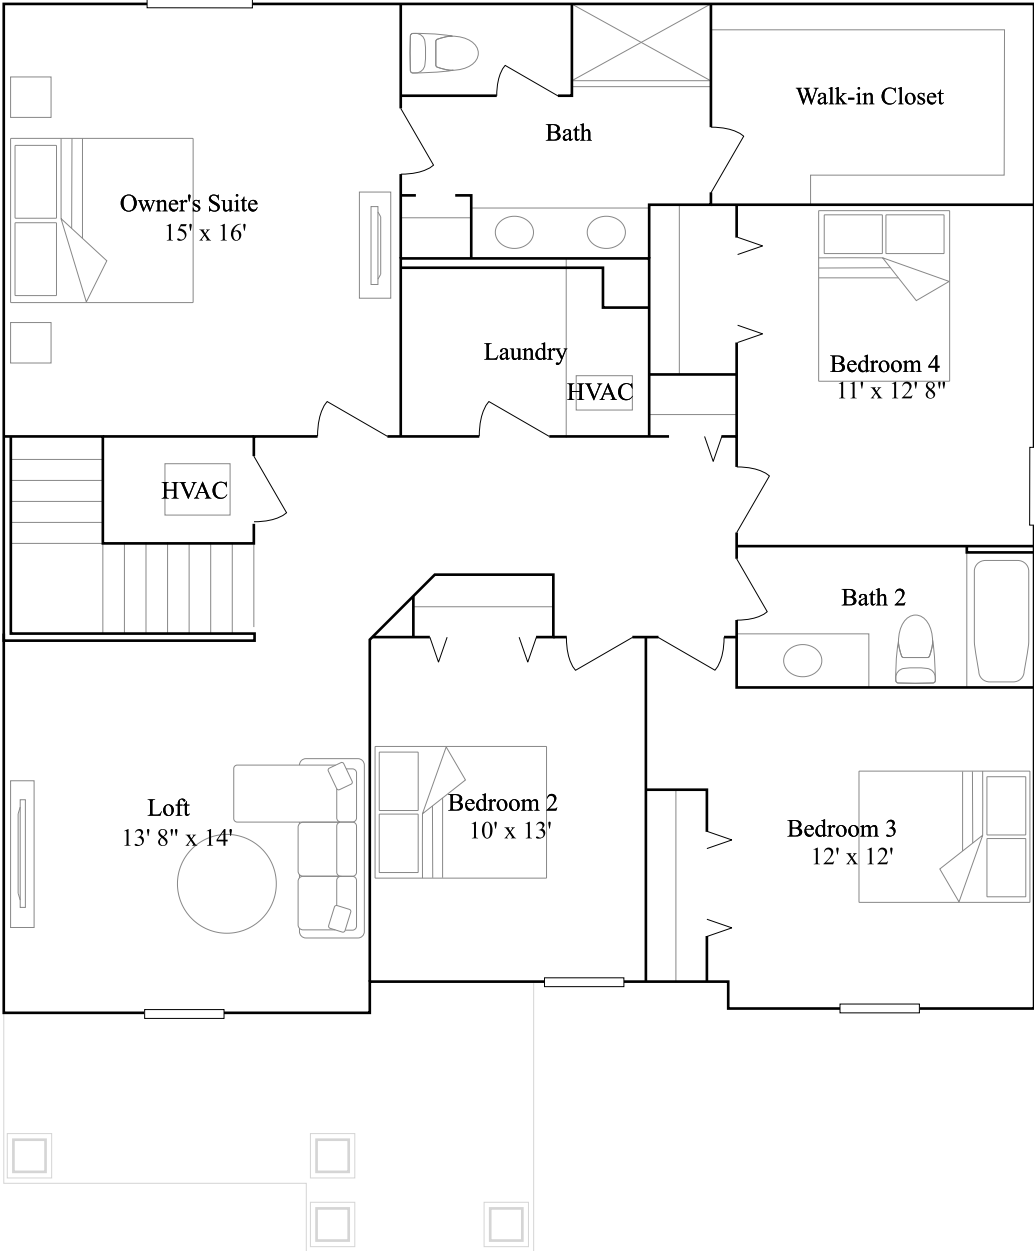 Walk-in Closet
Bath
Owner's Suite
15' x 16'
Laundry
HVAC
Bedroom 4
11' x 12' 8"
HVAC
Bath 2
Loft
13' 8" x 14'
Bedroom 2
10' x 13'
Bedroom 3
12' x 12'